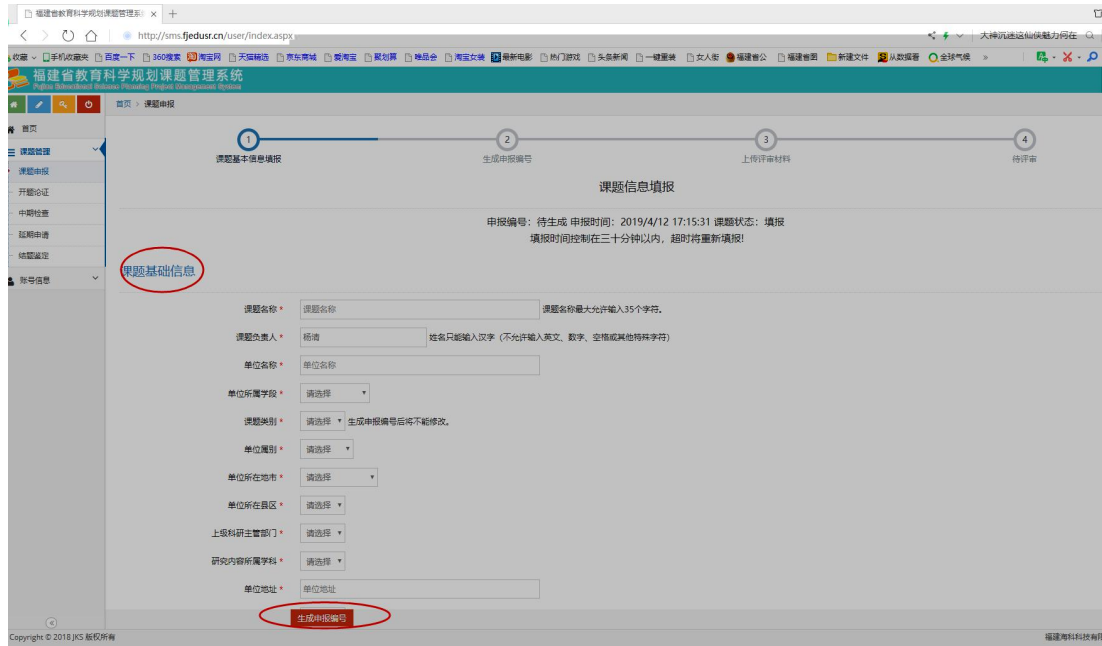 福建省教育科学规划课题管理系 × +
http://sms.fjedusr.cn/user/index.aspx
大神沉迷这仙侠魅力何在
收藏 手机收藏夹 百度一下 360搜索 淘宝网 天猫精选 京东商城 爱淘宝 聚划算 唯品会 淘宝女装 最新电影 热门游戏 头条新闻 一键重装 女人街 福建省公 福建省图 新建文件 从数据看 全球气候 »
福建省教育科学规划课题管理系统
首页 > 课题申报
首页
课题管理
课题申报
开题论证
中期检查
延期申请
结题鉴定
账号信息
1
2
3
4
课题基本信息填报
生成申报编号
上传评审材料
待评审
课题信息填报
申报编号：待生成 申报时间：2019/4/12 17:15:31 课题状态：填报
填报时间控制在三十分钟以内，超时将重新填报!
课题基础信息
课题名称 * 课题名称 课题名称最大允许输入35个字符。
课题负责人 * 杨清 姓名只能输入汉字（不允许输入英文、数字、空格或其他特殊字符）
单位名称 * 单位名称
单位所属学段 * 请选择
课题类别 * 请选择 生成申报编号后将不能修改。
单位属别 * 请选择
单位所在地市 * 请选择
单位所在县区 * 请选择
上级科研主管部门 * 请选择
研究内容所属学科 * 请选择
单位地址 * 单位地址
生成申报编号
Copyright © 2018 JKS 版权所有
福建海科科技有限